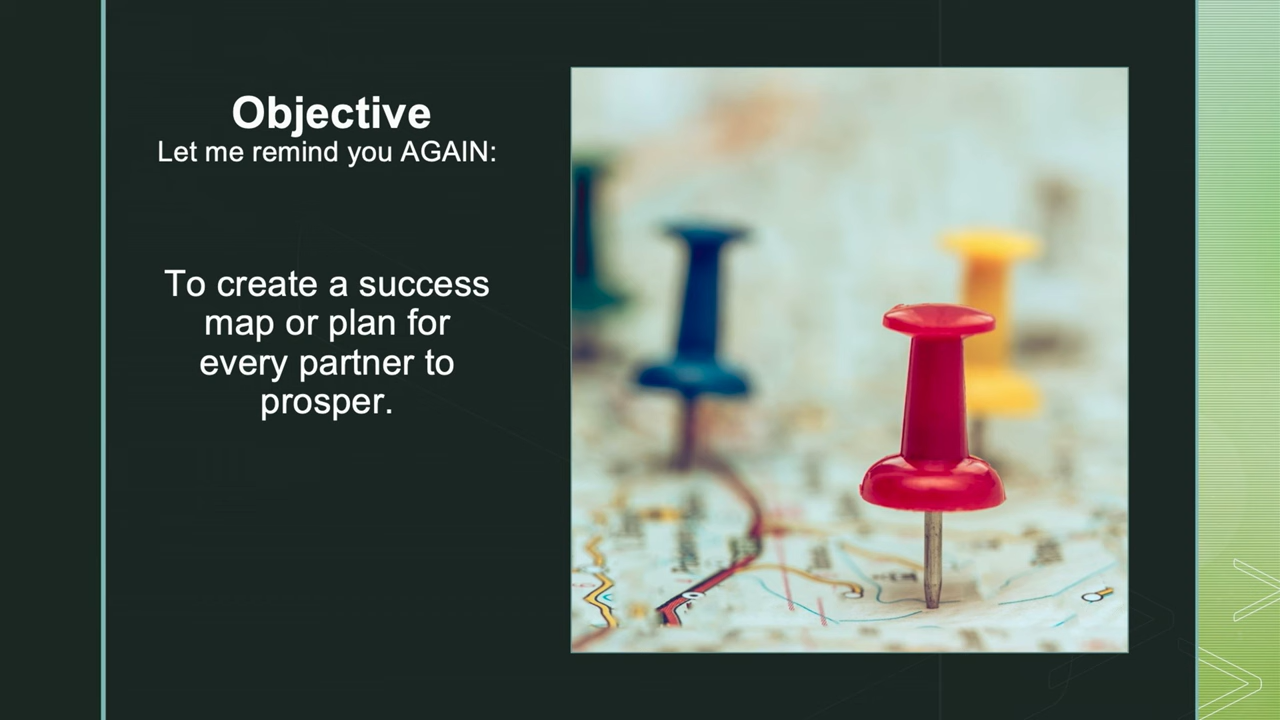 Objective
Let me remind you AGAIN:
To create a success
map or plan for
every partner to
prosper.